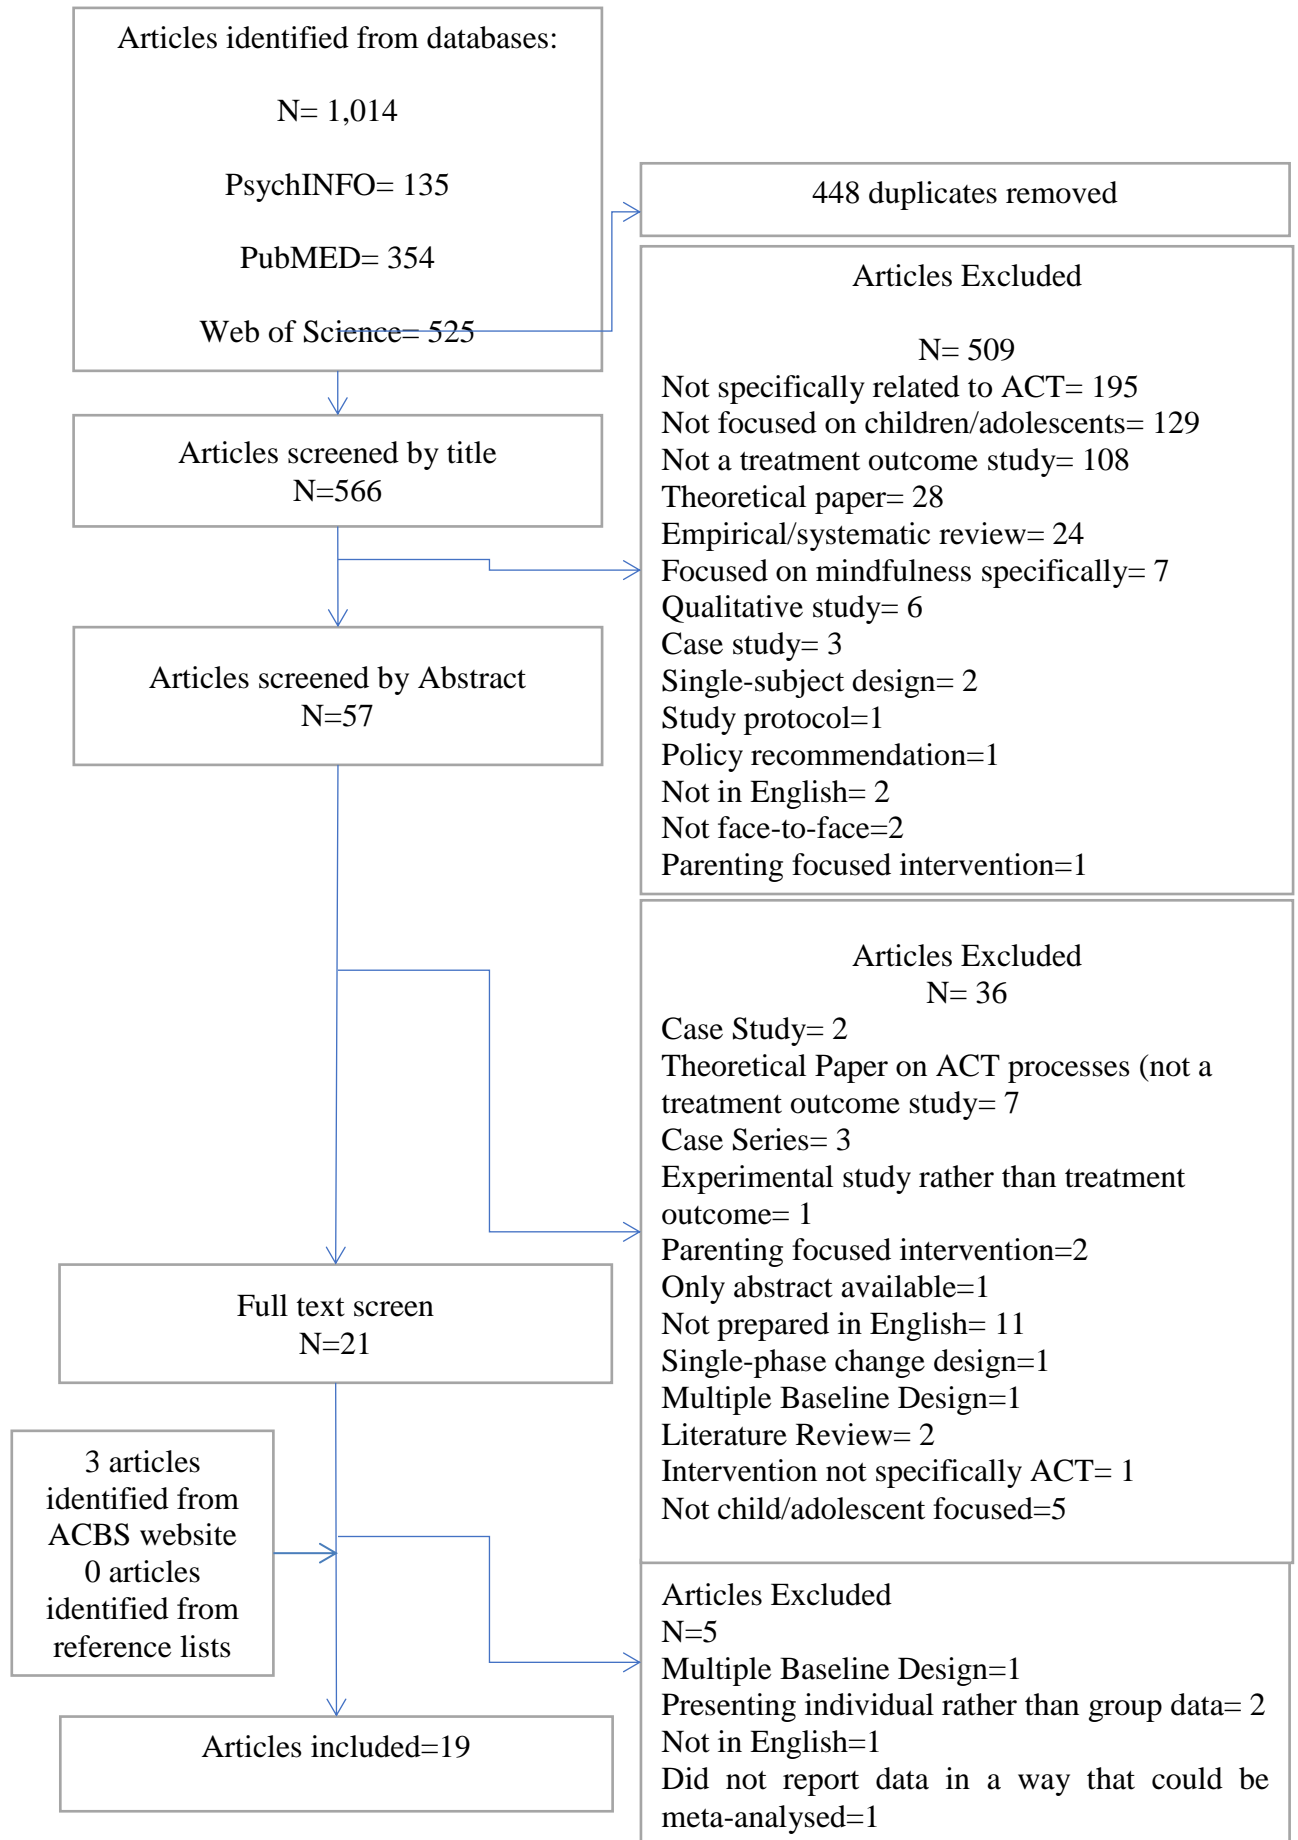 Articles identified from databases:
N= 1,014
PsychINFO= 135
PubMED= 354
Web of Science= 525
448 duplicates removed
Articles screened by title
N=566
Articles Excluded
N= 509
Not specifically related to ACT= 195
Not focused on children/adolescents= 129
Not a treatment outcome study= 108
Theoretical paper= 28
Empirical/systematic review= 24
Focused on mindfulness specifically= 7
Qualitative study= 6
Case study= 3
Single-subject design= 2
Study protocol=1
Policy recommendation=1
Not in English= 2
Not face-to-face=2
Parenting focused intervention=1
Articles screened by Abstract
N=57
Articles Excluded
N= 36
Case Study= 2
Theoretical Paper on ACT processes (not a
treatment outcome study= 7
Case Series= 3
Experimental study rather than treatment
outcome= 1
Parenting focused intervention=2
Only abstract available=1
Not prepared in English= 11
Single-phase change design=1
Multiple Baseline Design=1
Literature Review= 2
Intervention not specifically ACT= 1
Not child/adolescent focused=5
Full text screen
N=21
3 articles
identified from
ACBS website
0 articles
identified from
reference lists
Articles Excluded
N=5
Multiple Baseline Design=1
Presenting individual rather than group data= 2
Not in English=1
Did not report data in a way that could be
meta-analysed=1
Articles included=19